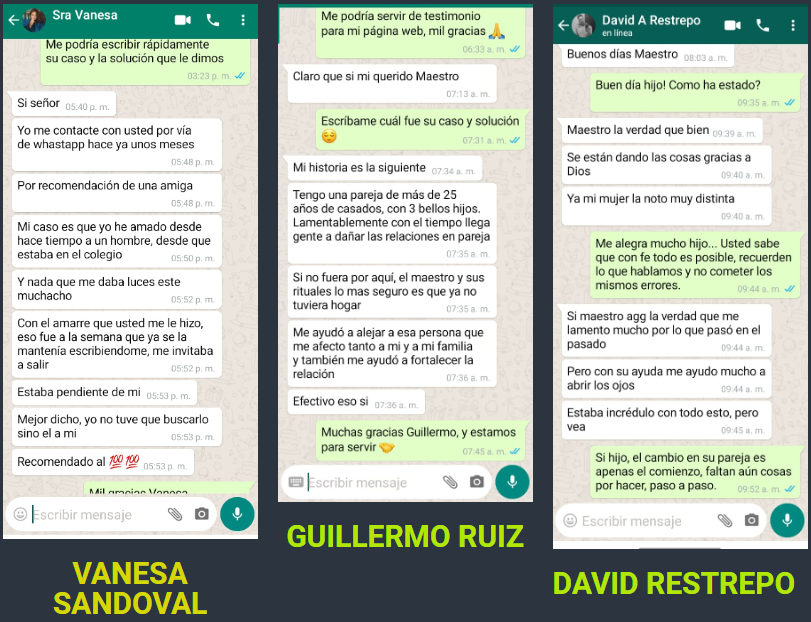 Sra Vanesa
Me podría escribir rápidamente
su caso y la solución que le dimos
03:23 p. m.
Si señor 05:40 p. m.
Yo me contacte con usted por vía
de whastapp hace ya unos meses
05:48 p. m.
Por recomendación de una amiga
05:48 p. m.
Mi caso es que yo he amado desde
hace tiempo a un hombre, desde que
estaba en el colegio
05:50 p. m.
Y nada que me daba luces este
muchacho
05:52 p. m.
Con el amarre que usted me le hizo,
eso fue a la semana que ya se la
mantenía escribiendome, me invitaba
a salir
05:52 p. m.
Estaba pendiente de mi 05:53 p. m.
Mejor dicho, yo no tuve que buscarlo
sino el a mi
05:53 p. m.
Recomendado al 💯💯 05:53 p. m.
Mil gracias Vanesa
Escribir mensaje
VANESA
SANDOVAL
Me podría servir de testimonio
para mi página web, mil gracias 🙏
06:33 a. m.
Claro que si mi querido Maestro
07:13 a. m.
Escríbame cuál fue su caso y solución
😊
07:31 a. m.
Mi historia es la siguiente 07:34 a. m.
Tengo una pareja de más de 25
años de casados, con 3 bellos hijos.
Lamentablemente con el tiempo llega
gente a dañar las relaciones en pareja
07:35 a. m.
Si no fuera por aquí, el maestro y sus
rituales lo mas seguro es que ya no
tuviera hogar
07:35 a. m.
Me ayudó a alejar a esa persona que
me afecto tanto a mi y a mi familia
y también me ayudó a fortalecer la
relación
07:36 a. m.
Efectivo eso si 07:36 a. m.
Muchas gracias Guillermo, y estamos
para servir 🤝
07:45 a. m.
Escribir mensaje
GUILLERMO RUIZ
David A Restrepo
en línea
Buenos días Maestro 08:03 a. m.
Buen día hijo! Como ha estado?
09:35 a. m.
Maestro la verdad que bien 09:39 a. m.
Se están dando las cosas gracias a
Dios
09:40 a. m.
Ya mi mujer la noto muy distinta
09:40 a. m.
Me alegra mucho hijo... Usted sabe
que con fe todo es posible, recuerden
lo que hablamos y no cometer los
mismos errores.
09:44 a. m.
Si maestro agg la verdad que me
lamento mucho por lo que pasó en el
pasado
09:44 a. m.
Pero con su ayuda me ayudo mucho a
abrir los ojos
09:44 a. m.
Estaba incrédulo con todo esto, pero
vea
09:45 a. m.
Si hijo, el cambio en su pareja es
apenas el comienzo, faltan aún cosas
por hacer, paso a paso.
09:52 a. m.
Escribir mensaje
DAVID RESTREPO